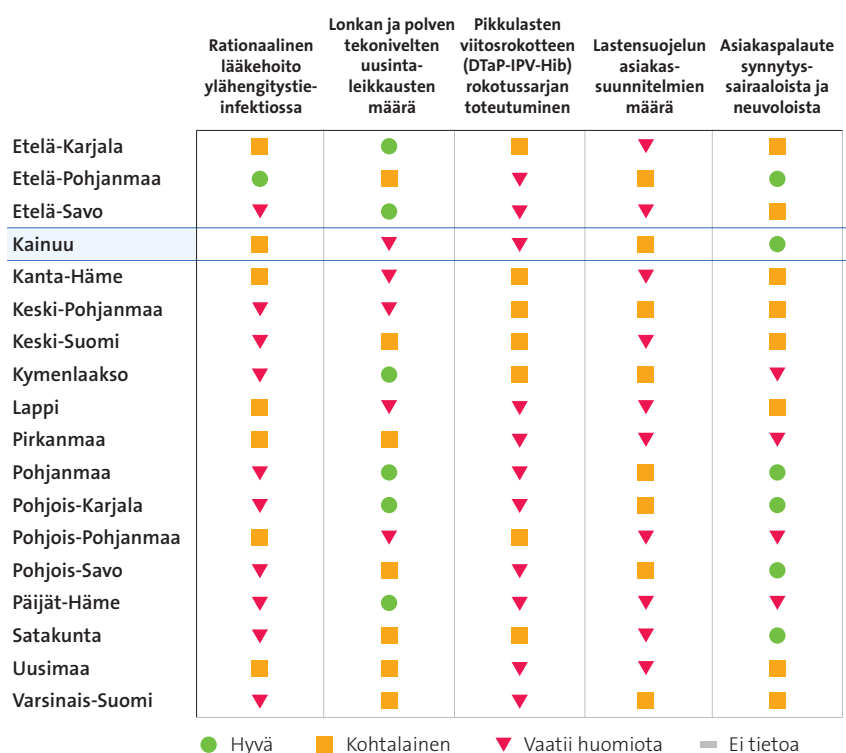 Rationaalinen
lääkehoito
ylähengitystie-
infektiossa
Lonkan ja polven
tekonivelten
uusinta-
leikkausten
määrä
Pikkulasten
viitosrokotteen
(DTaP-IPV-Hib)
rokotussarjan
toteutuminen
Lastensuojelun
asiakas-
suunnitelmien
määrä
Asiakaspalaute
synnytys-
sairaaloista ja
neuvoloista
Etelä-Karjala
Etelä-Pohjanmaa
Etelä-Savo
Kainuu
Kanta-Häme
Keski-Pohjanmaa
Keski-Suomi
Kymenlaakso
Lappi
Pirkanmaa
Pohjanmaa
Pohjois-Karjala
Pohjois-Pohjanmaa
Pohjois-Savo
Päijät-Häme
Satakunta
Uusimaa
Varsinais-Suomi
Hyvä Kohtalainen Vaatii huomiota Ei tietoa